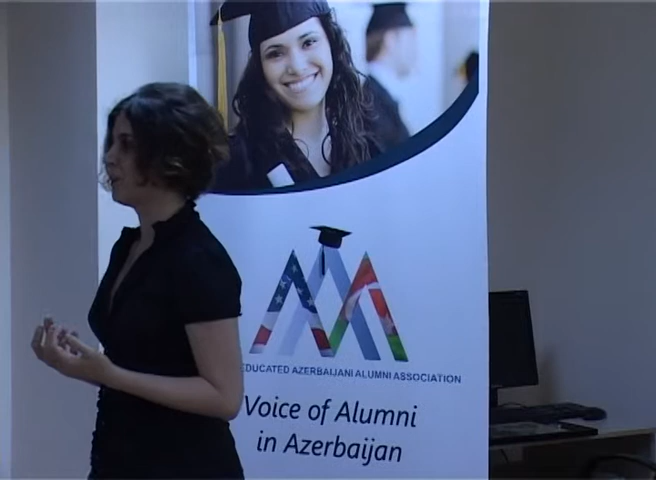 EDUCATED AZERBAIJANI ALUMNI ASSOCIATION
Voice of Alumni
in Azerbaijan